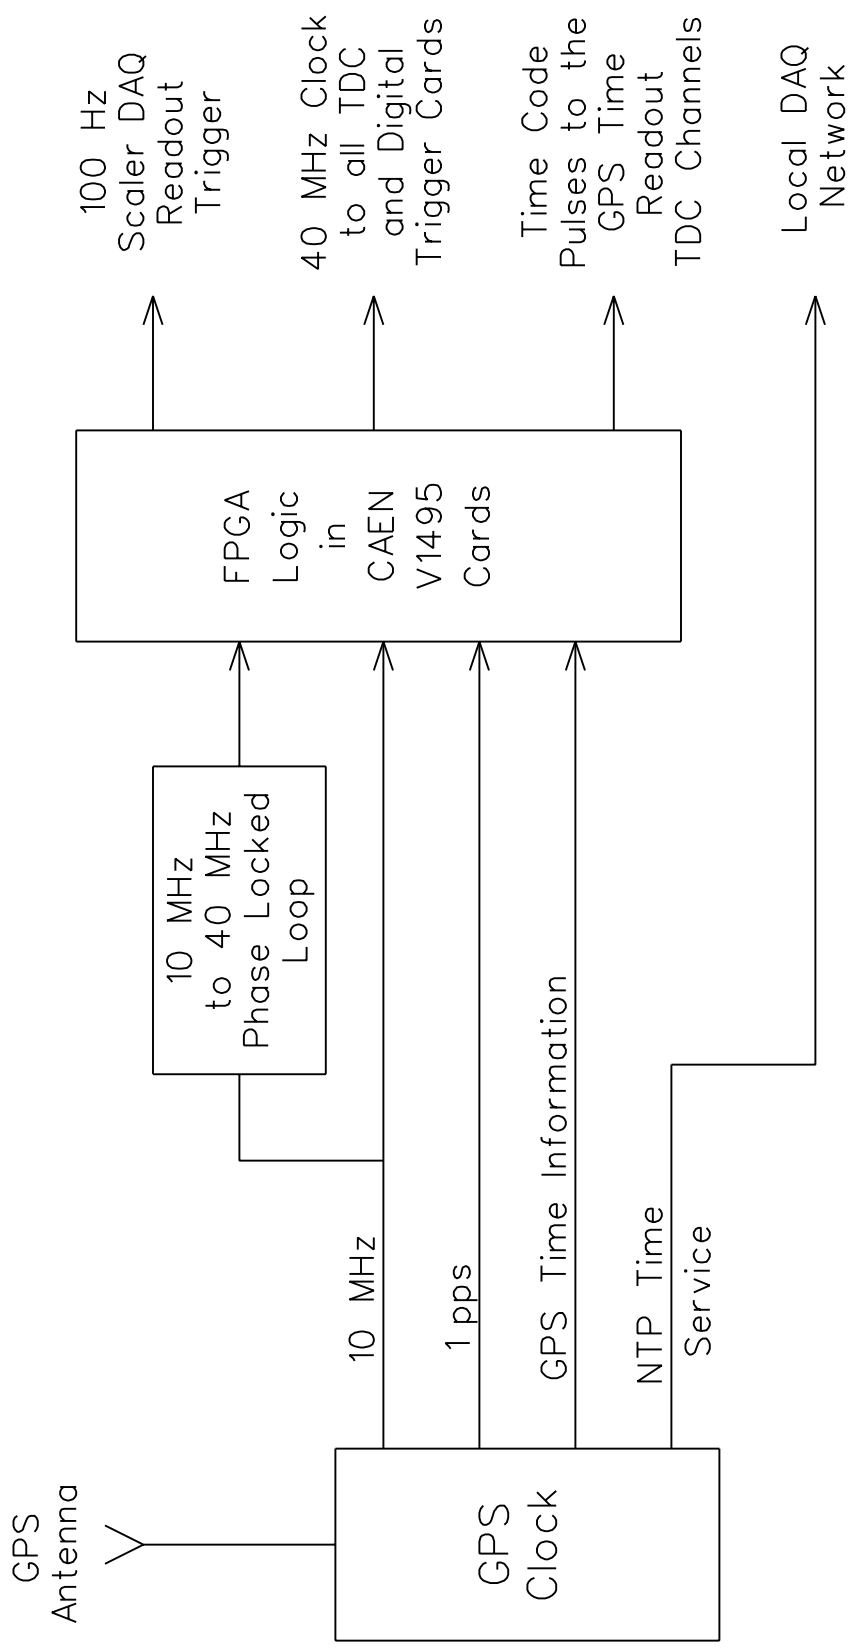 GPS
Antenna
GPS
Clock
10 MHz
1 pps
GPS Time Information
NTP Time
Service
10 MHz
to 40 MHz
Phase Locked
Loop
FPGA
Logic
in
CAEN
V1495
Cards
100 Hz
Scaler DAQ
Readout
Trigger
40 MHz Clock
to all TDC
and Digital
Trigger Cards
Time Code
Pulses to the
GPS Time
Readout
TDC Channels
Local DAQ
Network